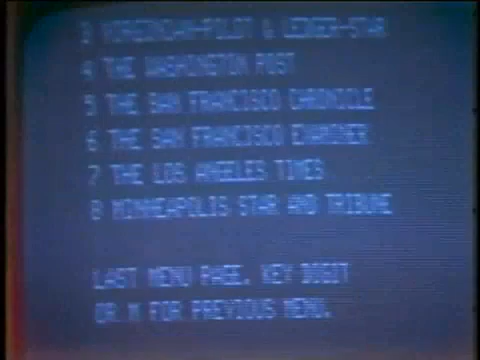 3 VIRGINIAN-PILOT & LEDGER-STAR
4 THE WASHINGTON POST
5 THE SAN FRANCISCO CHRONICLE
6 THE SAN FRANCISCO EXAMINER
7 THE LOS ANGELES TIMES
8 MINNEAPOLIS STAR AND TRIBUNE
LAST MENU PAGE. KEY DIGIT
OR M FOR PREVIOUS MENU.